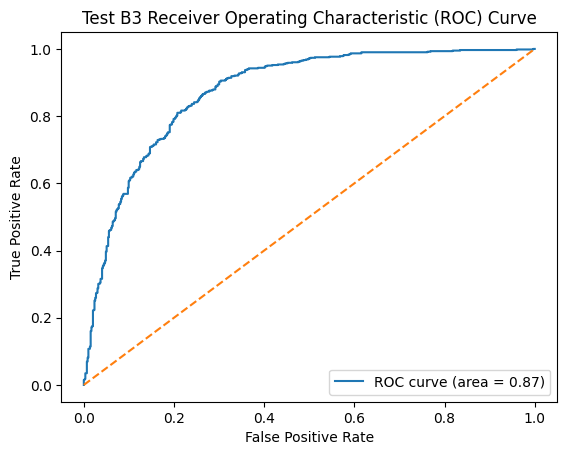 Test B3 Receiver Operating Characteristic (ROC) Curve
True Positive Rate
1.0
0.8
0.6
0.4
0.2
0.0
0.0 0.2 0.4 0.6 0.8 1.0
False Positive Rate
ROC curve (area = 0.87)